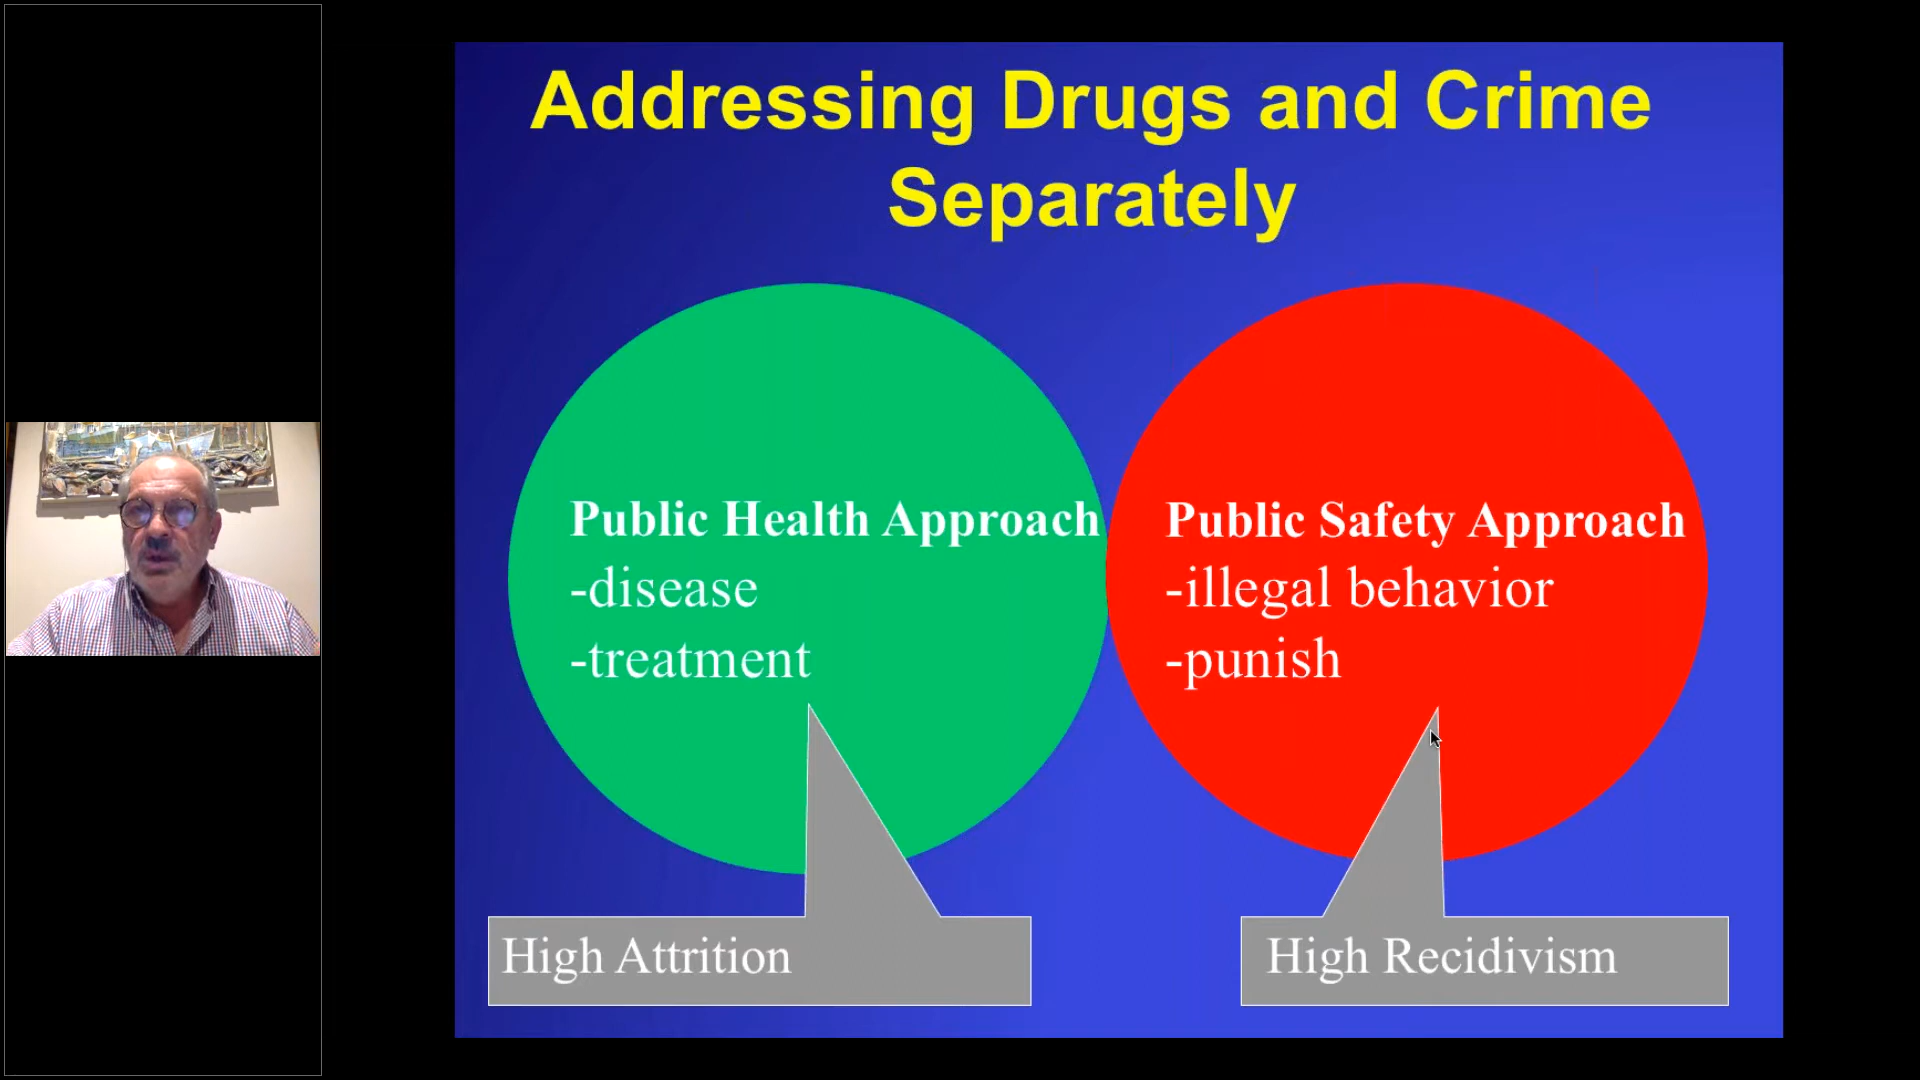 Addressing Drugs and Crime
Separately
Public Health Approach
-disease
-treatment
Public Safety Approach
-illegal behavior
-punish
High Attrition
High Recidivism